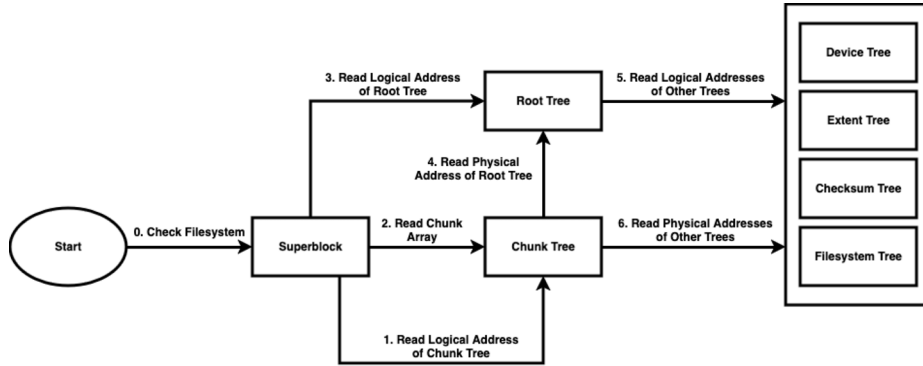 Device Tree
3. Read Logical Address
of Root Tree
5. Read Logical Addresses
of Other Trees
Root Tree
Extent Tree
4. Read Physical
Address of Root Tree
Checksum Tree
0. Check Filesystem
2. Read Chunk
Array
6. Read Physical Addresses
of Other Trees
Start
Superblock
Chunk Tree
Filesystem Tree
1. Read Logical Address
of Chunk Tree